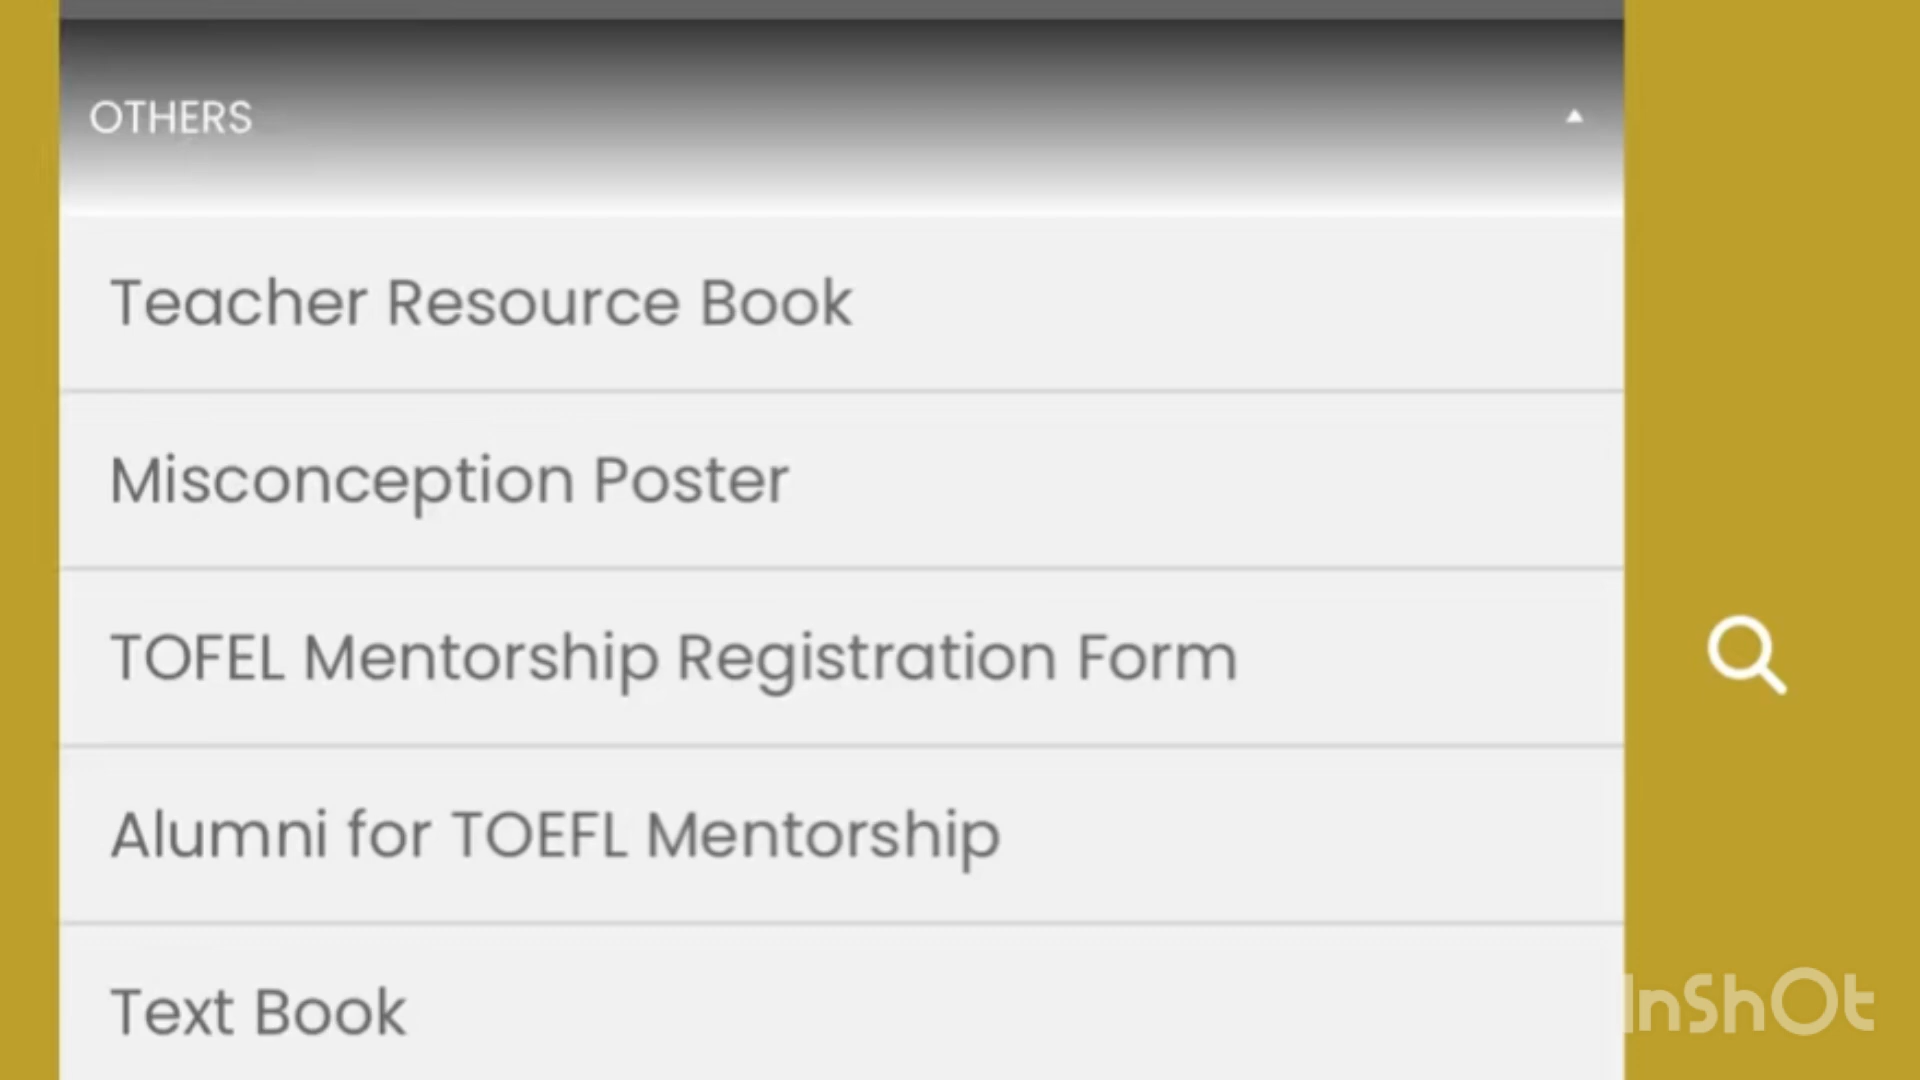 OTHERS
Teacher Resource Book
Misconception Poster
TOFEL Mentorship Registration Form
Alumni for TOEFL Mentorship
Text Book
InShOt